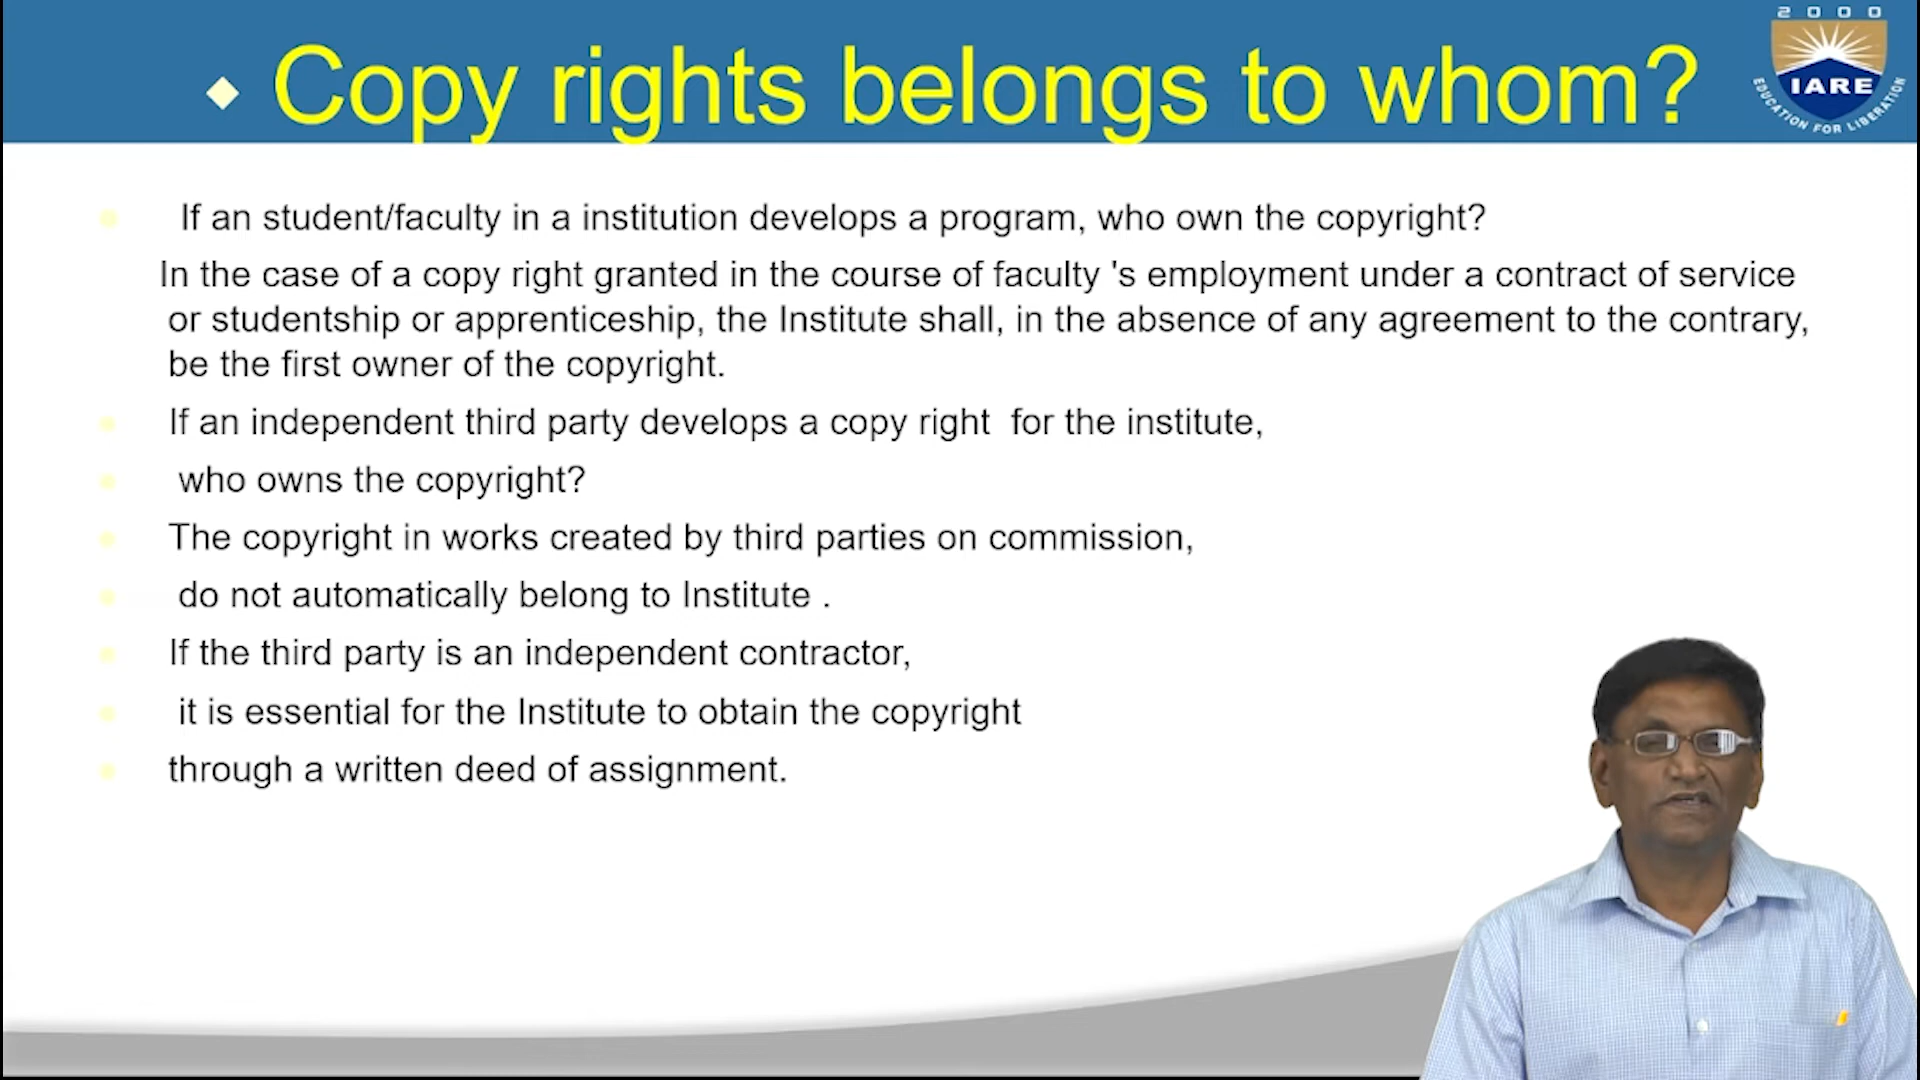 2 0 0 0
Copy rights belongs to whom?
IARE
EDUCATION FOR LIBERATION
If an student/faculty in a institution develops a program, who own the copyright?
In the case of a copy right granted in the course of faculty 's employment under a contract of service
or studentship or apprenticeship, the Institute shall, in the absence of any agreement to the contrary,
be the first owner of the copyright.
If an independent third party develops a copy right for the institute,
who owns the copyright?
The copyright in works created by third parties on commission,
do not automatically belong to Institute .
If the third party is an independent contractor,
it is essential for the Institute to obtain the copyright
through a written deed of assignment.